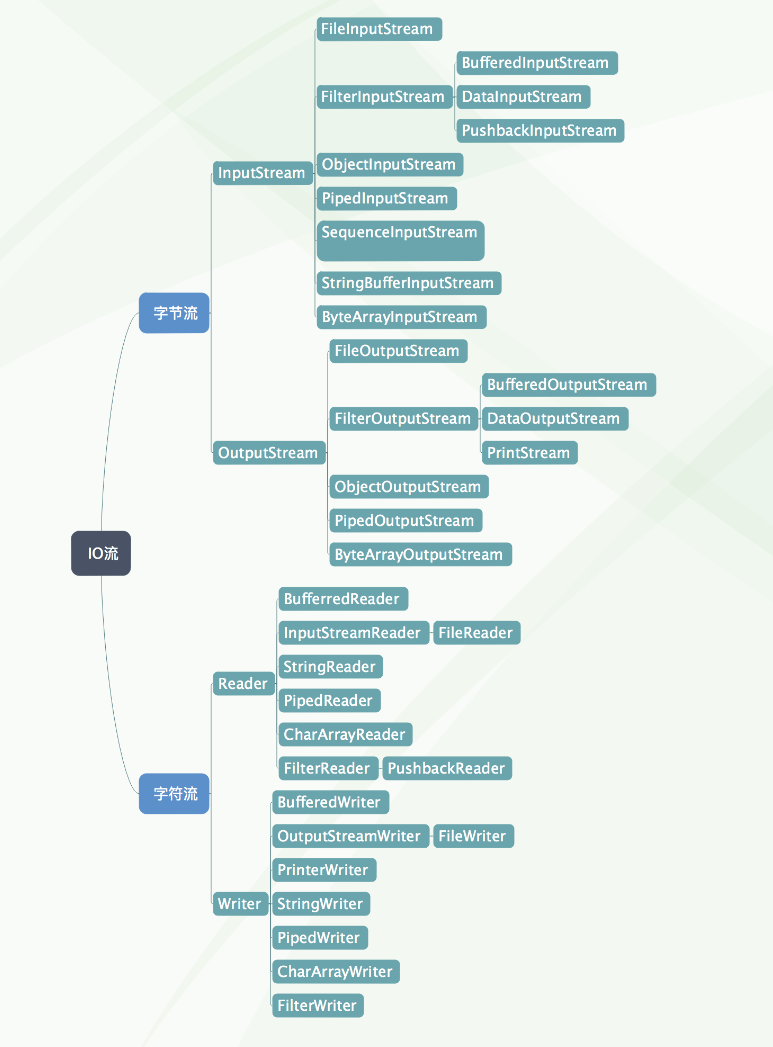 IO流
字节流
InputStream
FileInputStream
FilterInputStream
BufferedInputStream
DataInputStream
PushbackInputStream
ObjectInputStream
PipedInputStream
SequenceInputStream
StringBufferInputStream
ByteArrayInputStream
OutputStream
FileOutputStream
FilterOutputStream
BufferedOutputStream
DataOutputStream
PrintStream
ObjectOutputStream
PipedOutputStream
ByteArrayOutputStream
字符流
Reader
BufferredReader
InputStreamReader
FileReader
StringReader
PipedReader
CharArrayReader
FilterReader
PushbackReader
Writer
BufferedWriter
OutputStreamWriter
FileWriter
PrinterWriter
StringWriter
PipedWriter
CharArrayWriter
FilterWriter